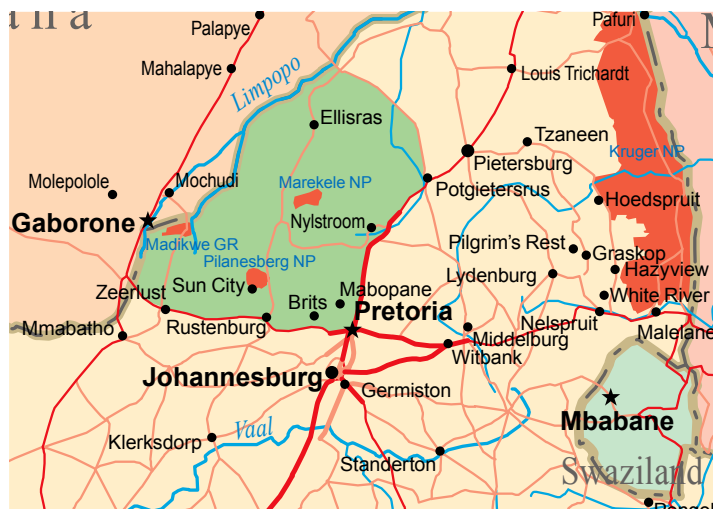 ana
Palapye
Pafuri
Mahalapye
Limpopo
Louis Trichardt
Ellisras
Tzaneen
Kruger NP
Pietersburg
Molepolole
Mochudi
Marekele NP
Potgietersrus
Hoedspruit
Gaborone
Nylstroom
Madikwe GR
Pilgrim's Rest
Graskop
Pilanesberg NP
Lydenburg
Hazyview
Zeerlust
Sun City
Mabopane
White River
Brits
Pretoria
Nelspruit
Mmabatho
Rustenburg
Middelburg
Malelane
Witbank
Johannesburg
Germiston
Mbabane
Klerksdorp
Vaal
Standerton
Swaziland